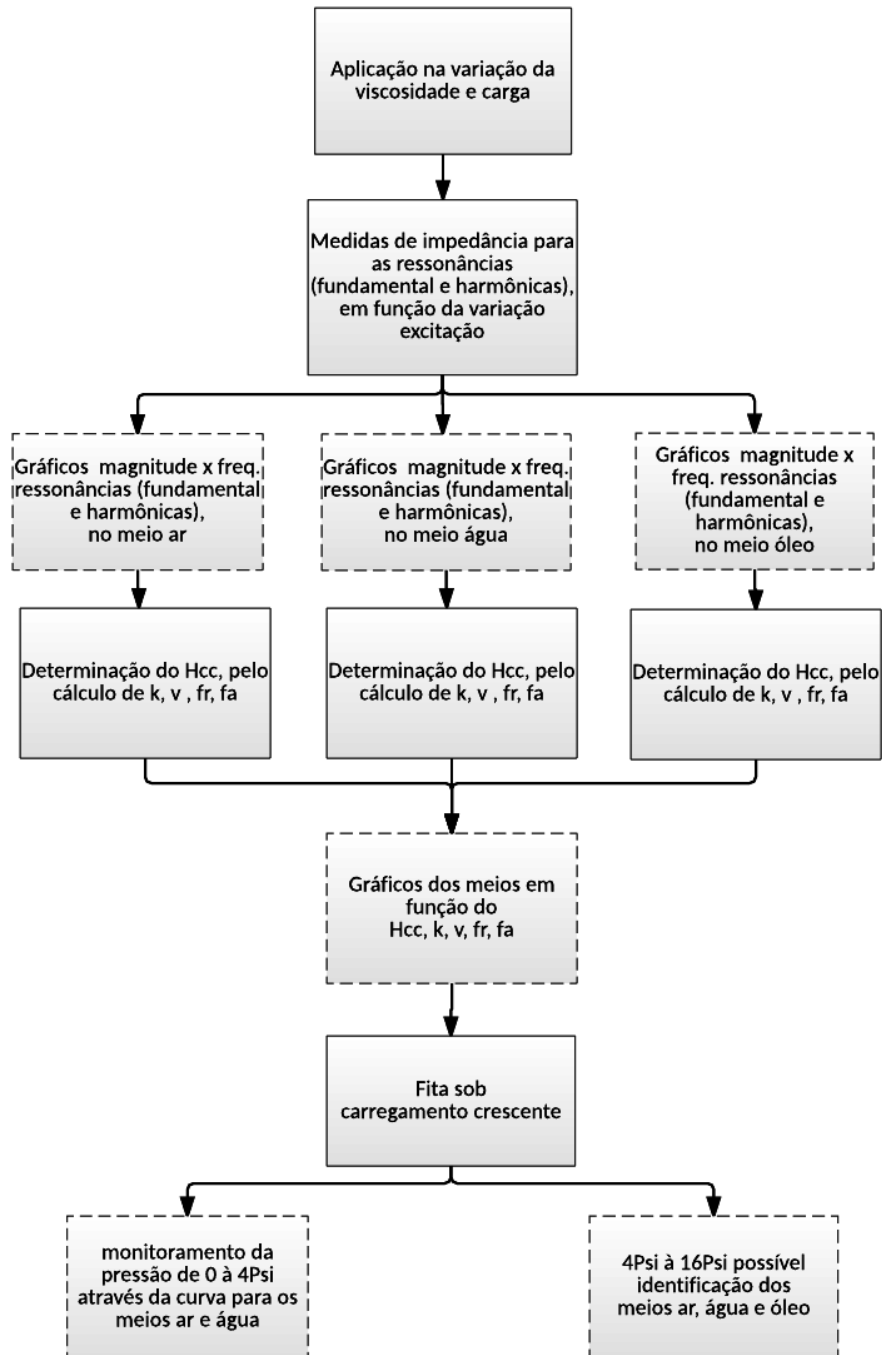 Aplicação na variação da
viscosidade e carga
Medidas de impedância para
as ressonâncias
(fundamental e harmônicas),
em função da variação
excitação
Gráficos magnitude x freq.
ressonâncias (fundamental
e harmônicas),
no meio ar
Gráficos magnitude x freq.
ressonâncias (fundamental
e harmônicas),
no meio água
Gráficos magnitude x
freq. ressonâncias
(fundamental e
harmônicas),
no meio óleo
Determinação do Hcc, pelo
cálculo de k, v , fr, fa
Determinação do Hcc, pelo
cálculo de k, v , fr, fa
Determinação do Hcc, pelo
cálculo de k, v , fr, fa
Gráficos dos meios em
função do
Hcc, k, v, fr, fa
Fita sob
carregamento crescente
monitoramento da
pressão de 0 à 4Psi
através da curva para os
meios ar e água
4Psi à 16Psi possível
identificação dos
meios ar, água e óleo